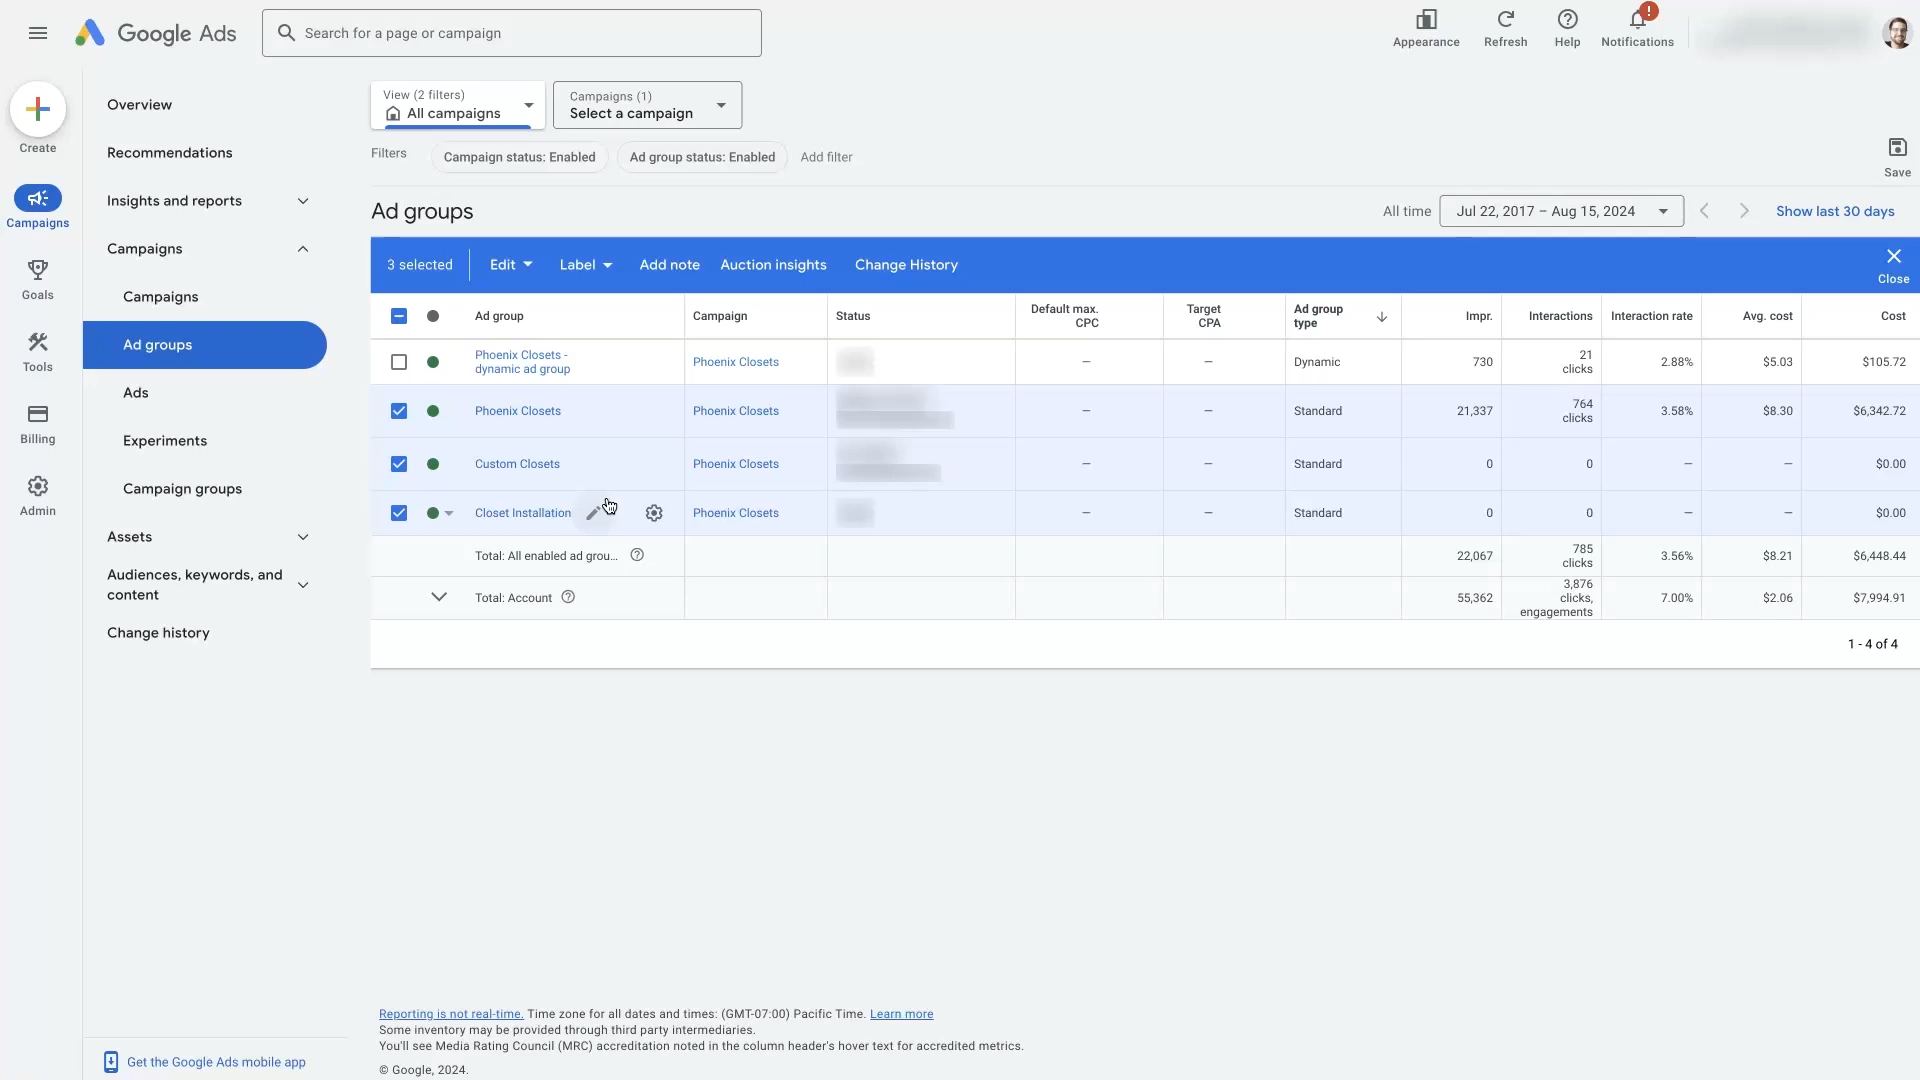 Google Ads
Search for a page or campaign
Appearance
Refresh
Help
!
Notifications
Create
Campaigns
Goals
Tools
Billing
Admin
Overview
Recommendations
Insights and reports
Campaigns
Campaigns
Ad groups
Ads
Experiments
Campaign groups
Assets
Audiences, keywords, and
content
Change history
Get the Google Ads mobile app
View (2 filters)
All campaigns
Campaigns (1)
Select a campaign
Filters
Campaign status: Enabled
Ad group status: Enabled
Add filter
Save
Ad groups
All time
Jul 22, 2017 – Aug 15, 2024
Show last 30 days
3 selected
Edit
Label
Add note
Auction insights
Change History
Close
Ad group
Campaign
Status
Default max.
CPC
Target
CPA
Ad group
type
Impr.
Interactions
Interaction rate
Avg. cost
Cost
Phoenix Closets -
dynamic ad group
Phoenix Closets
–
–
Dynamic
730
21
clicks
2.88%
$5.03
$105.72
Phoenix Closets
Phoenix Closets
–
–
Standard
21,337
764
clicks
3.58%
$8.30
$6,342.72
Custom Closets
Phoenix Closets
–
–
Standard
0
0
–
–
$0.00
Closet Installation
Phoenix Closets
–
–
Standard
0
0
–
–
$0.00
Total: All enabled ad grou...
22,067
785
clicks
3.56%
$8.21
$6,448.44
Total: Account
55,362
3,876
clicks,
engagements
7.00%
$2.06
$7,994.91
1 - 4 of 4
Reporting is not real-time. Time zone for all dates and times: (GMT-07:00) Pacific Time. Learn more
Some inventory may be provided through third party intermediaries.
You'll see Media Rating Council (MRC) accreditation noted in the column header's hover text for accredited metrics.
© Google, 2024.